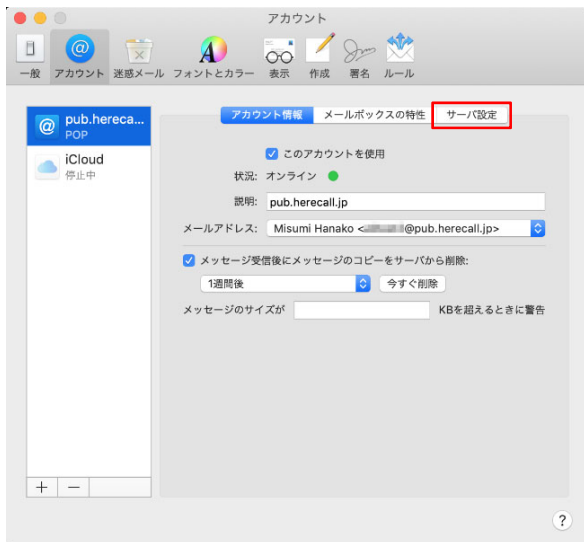 アカウント
一般 アカウント 迷惑メール フォントとカラー 表示 作成 署名 ルール
pub.hereca...
POP
iCloud
停止中
アカウント情報 メールボックスの特性 サーバ設定
このアカウントを使用
状況: オンライン
説明: pub.herecall.jp
メールアドレス: Misumi Hanako < @pub.herecall.jp>
メッセージ受信後にメッセージのコピーをサーバから削除:
1週間後 今すぐ削除
メッセージのサイズが KBを超えるときに警告
+ −
?